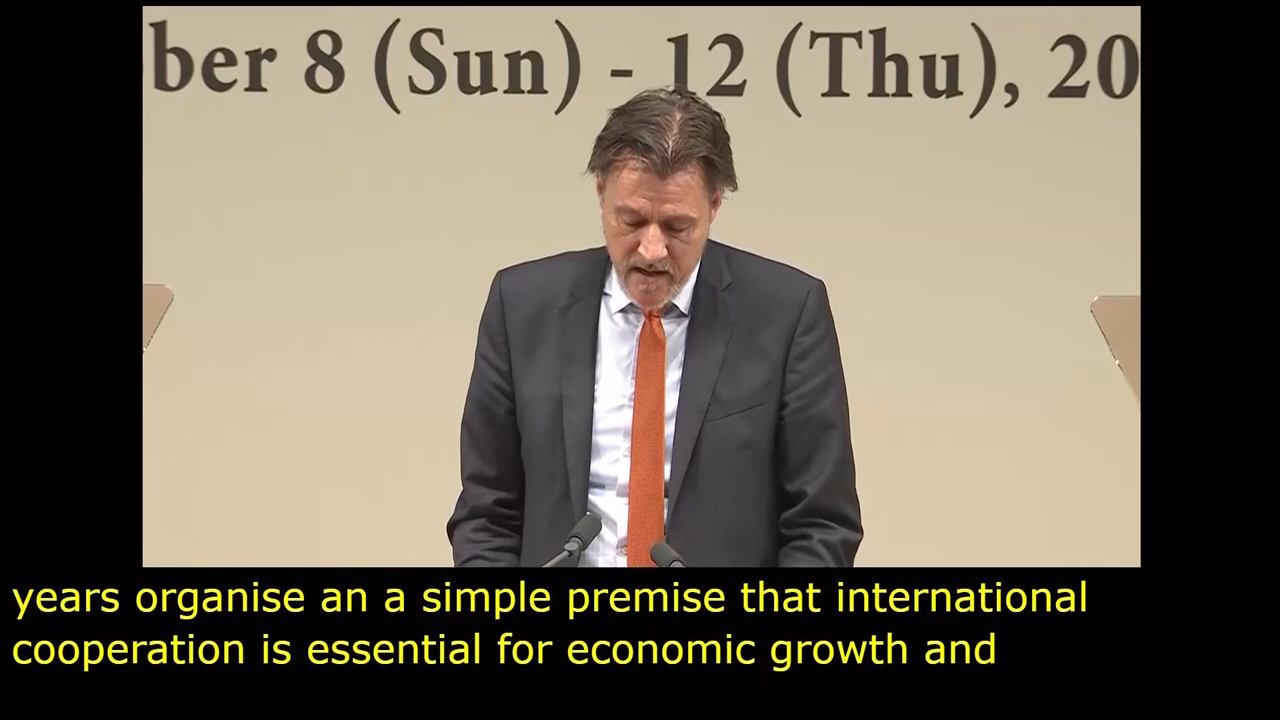 ber 8 (Sun) - 12 (Thu), 20
years organise an a simple premise that international
cooperation is essential for economic growth and